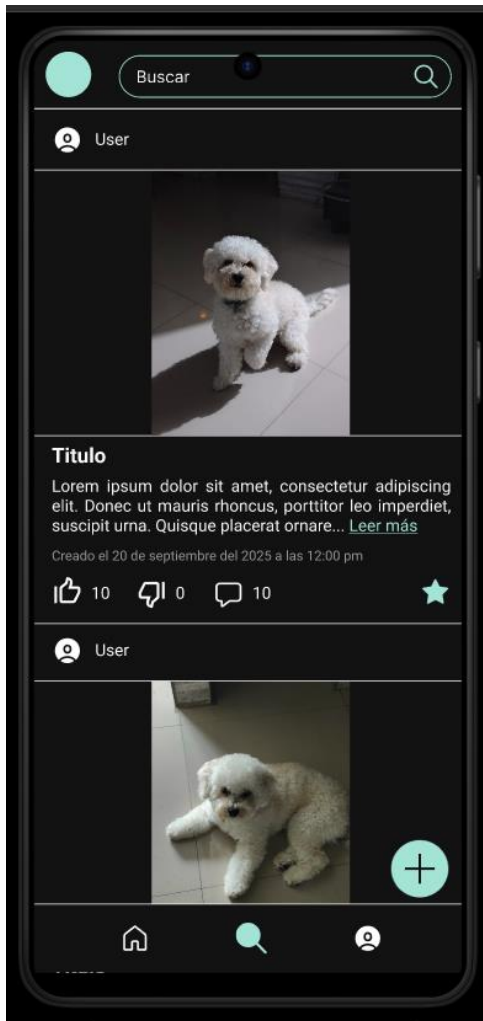 Buscar
User
Titulo
Lorem ipsum dolor sit amet, consectetur adipiscing
elit. Donec ut mauris rhoncus, porttitor leo imperdiet,
suscipit urna. Quisque placerat ornare... Leer más
Creado el 20 de septiembre del 2025 a las 12:00 pm
10 0 10
User